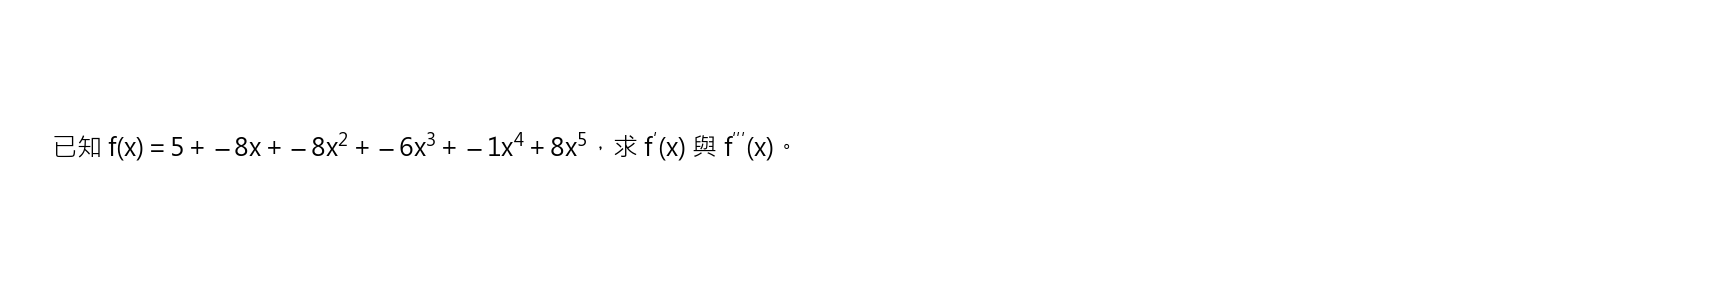 已知 f(x) = 5 + −8x + −8x² + −6x³ + −1x⁴ + 8x⁵，求 f′(x) 與 f′′′(x)。